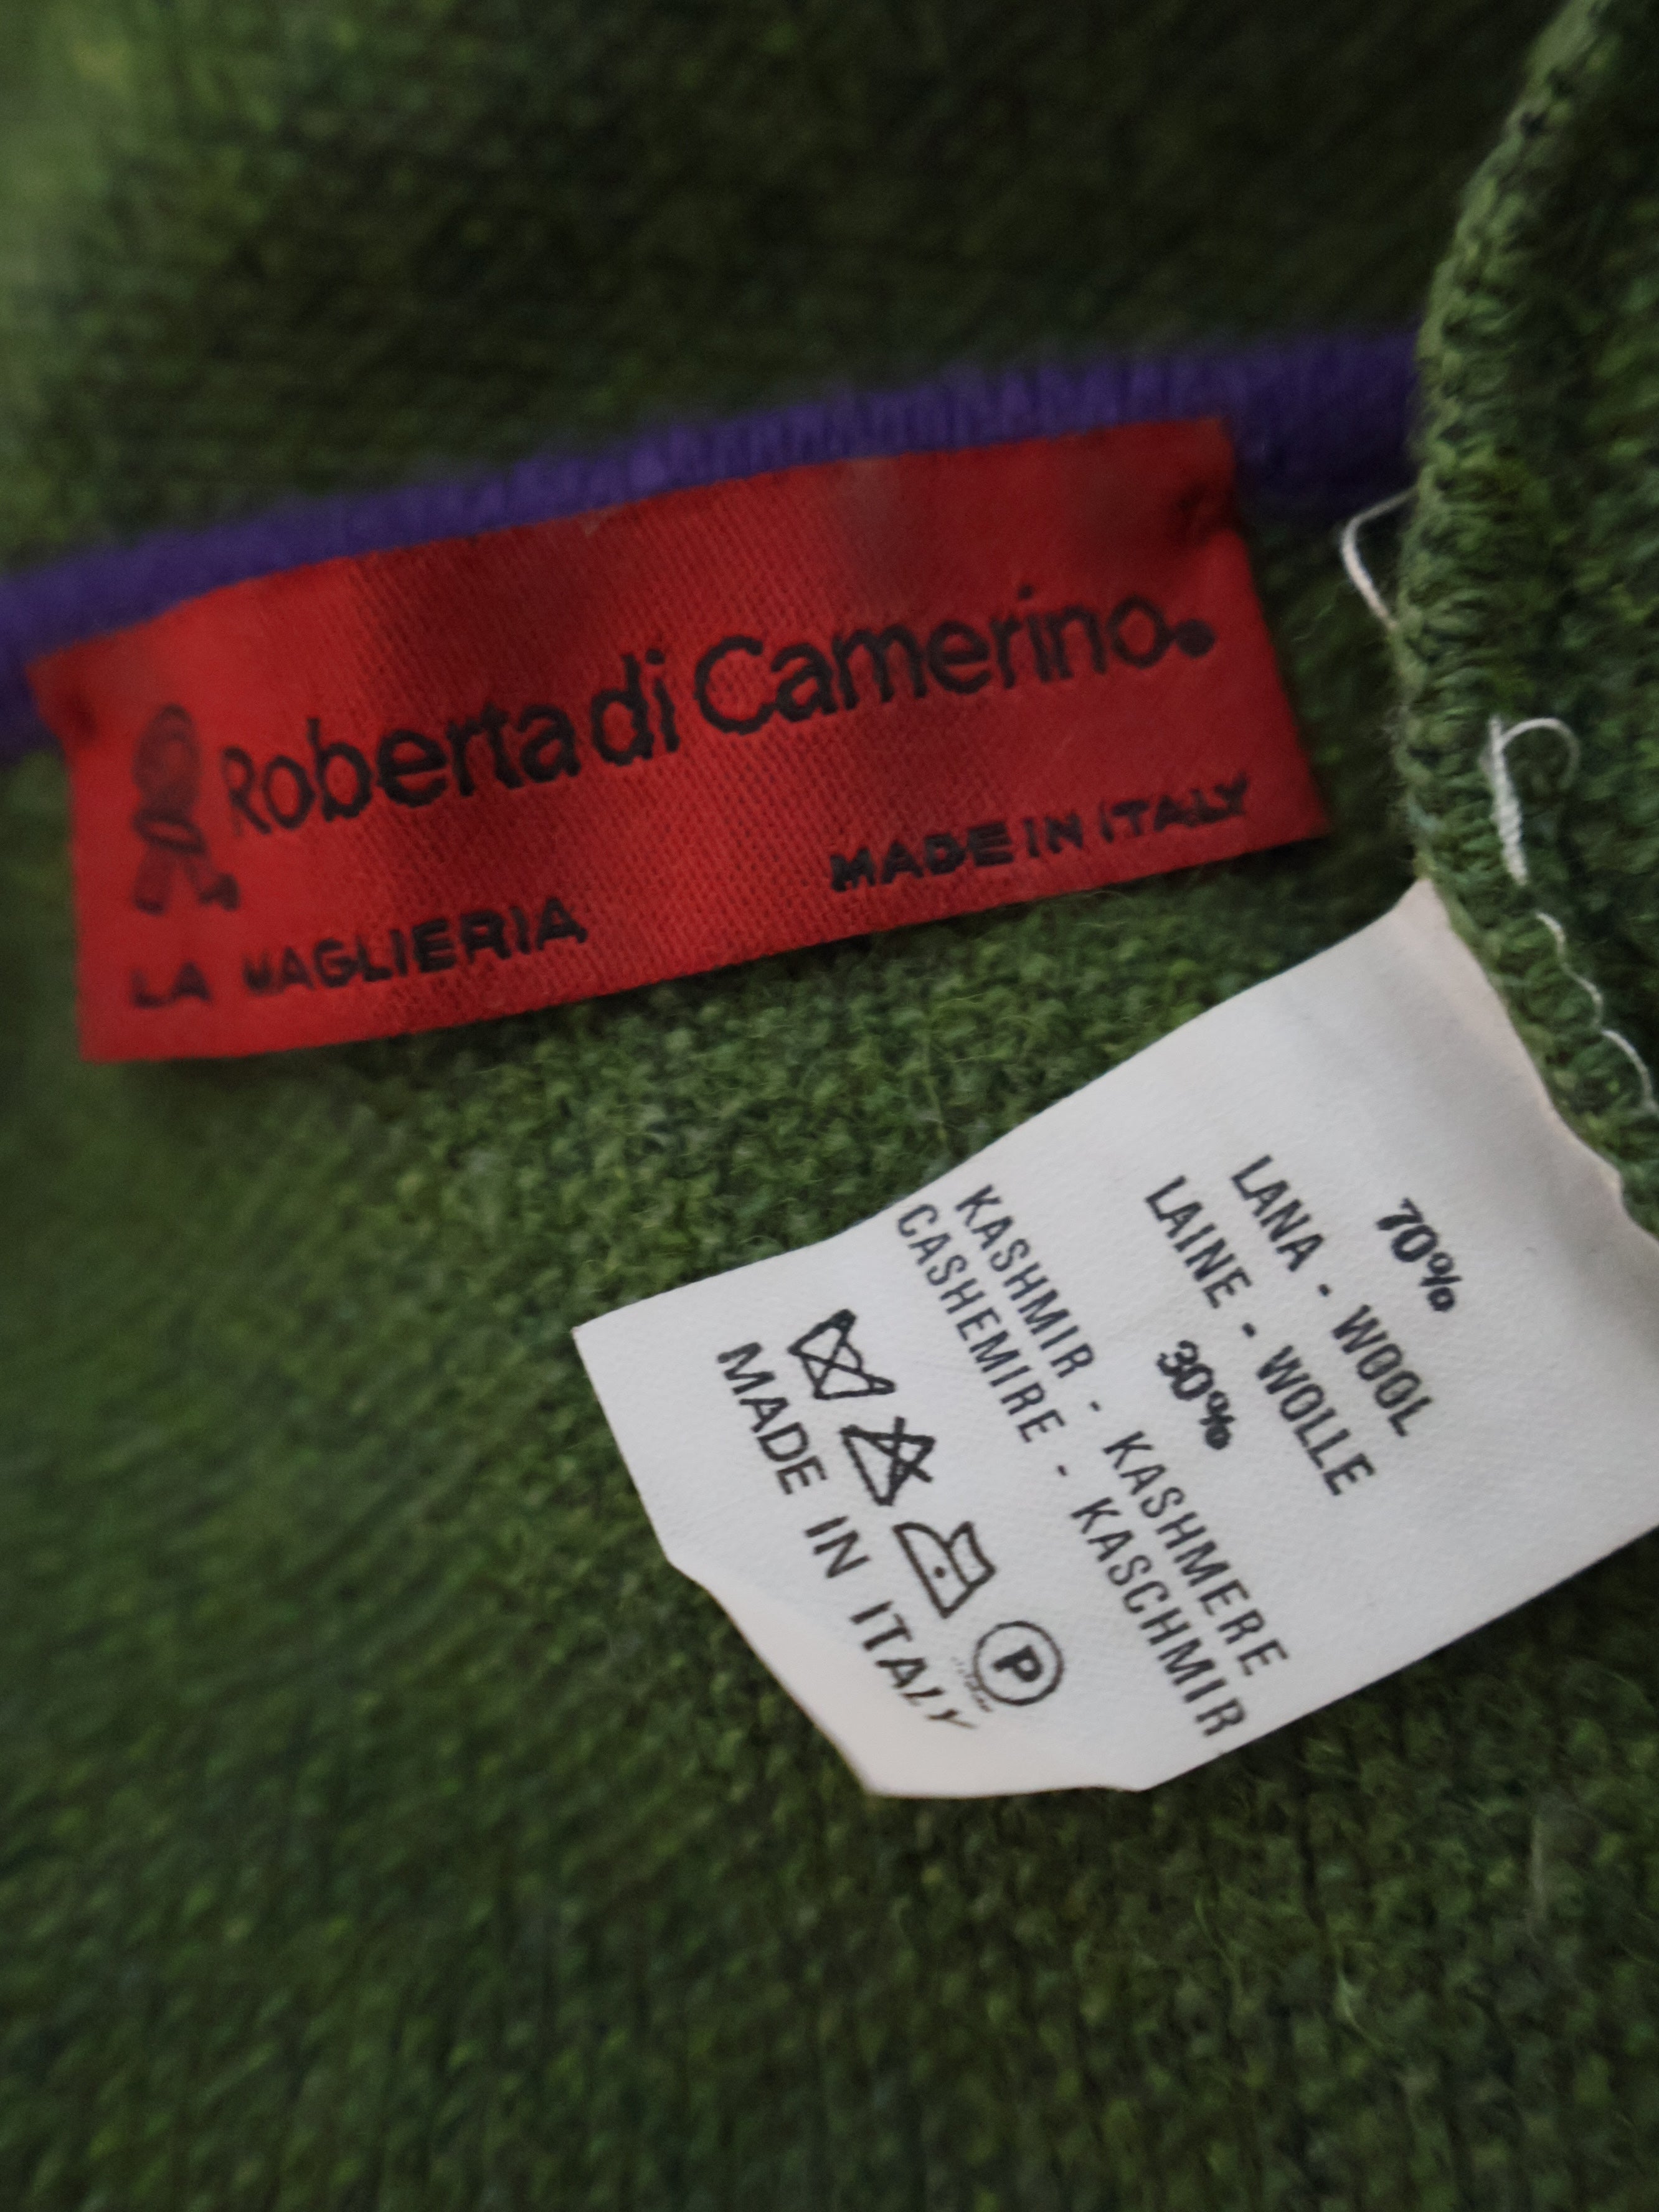 Roberta di Camerino
LA MAGLIERIA
MADE IN ITALY
70%
LANA - WOOL
LAINE - WOLLE
30%
KASHMIR - KASHMERE
CASHEMIRE - KASCHMIR
P
MADE IN ITALY